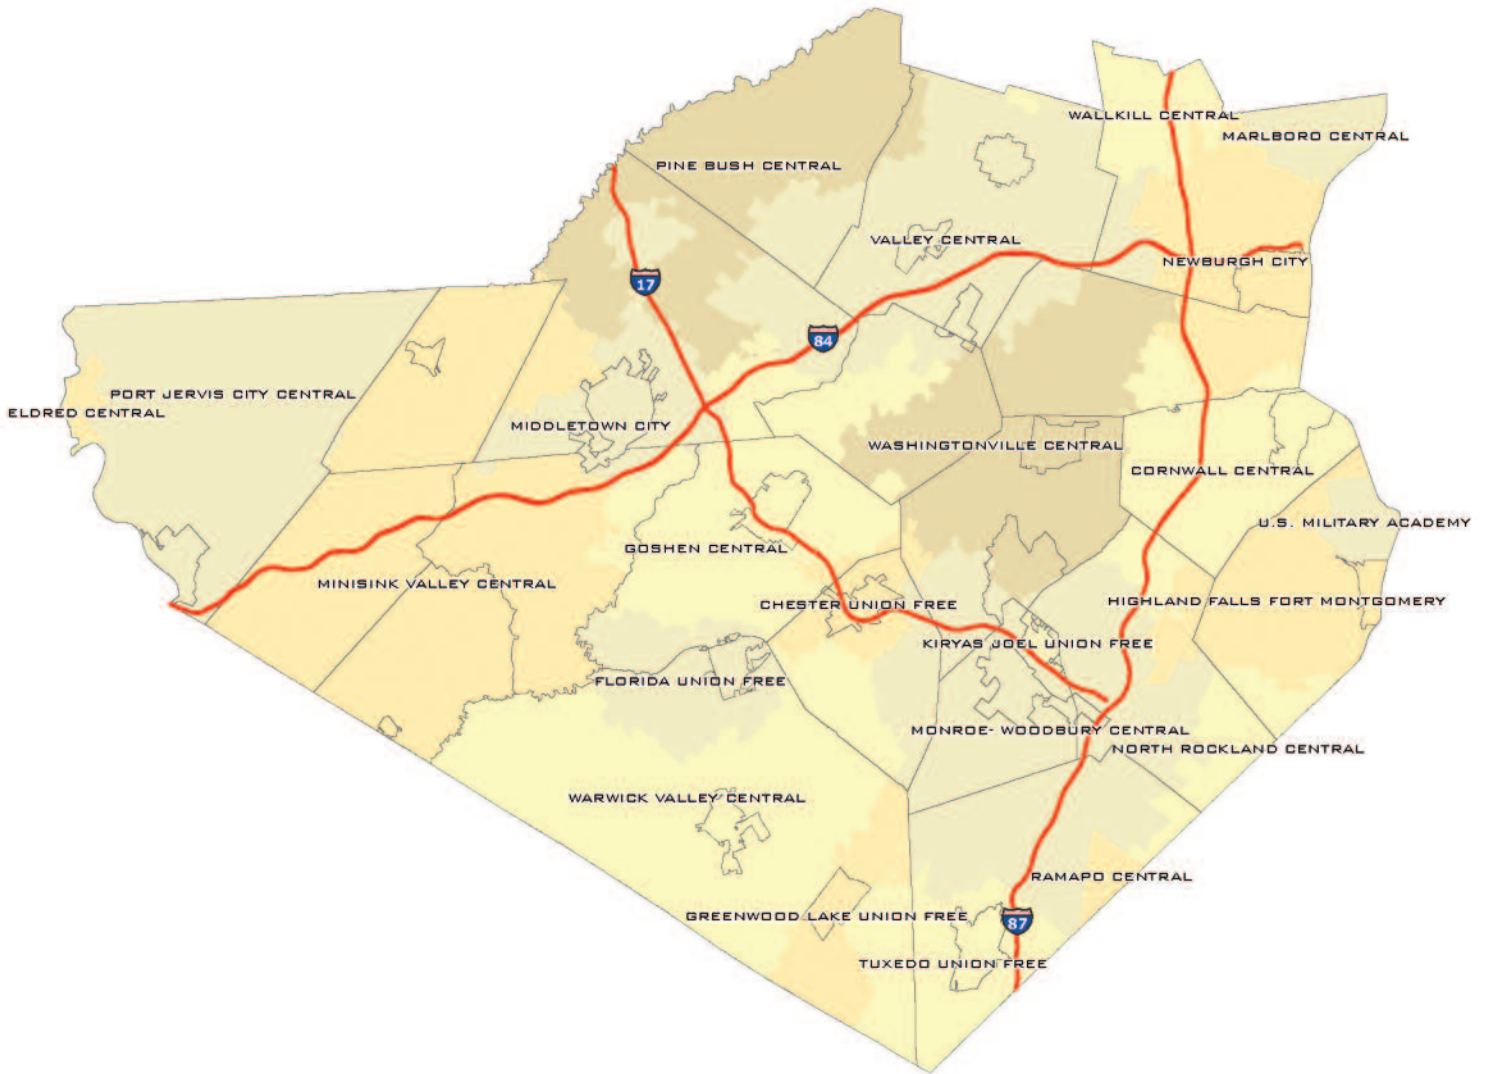 WALLKILL CENTRAL
MARLBORO CENTRAL
PINE BUSH CENTRAL
VALLEY CENTRAL
NEWBURGH CITY
17
84
PORT JERVIS CITY CENTRAL
ELDRED CENTRAL
MIDDLETOWN CITY
WASHINGTONVILLE CENTRAL
CORNWALL CENTRAL
U.S. MILITARY ACADEMY
GOSHEN CENTRAL
MINISINK VALLEY CENTRAL
CHESTER UNION FREE
HIGHLAND FALLS FORT MONTGOMERY
KIRYAS JOEL UNION FREE
FLORIDA UNION FREE
MONROE- WOODBURY CENTRAL
NORTH ROCKLAND CENTRAL
WARWICK VALLEY CENTRAL
RAMAPO CENTRAL
GREENWOOD LAKE UNION FREE
87
TUXEDO UNION FREE